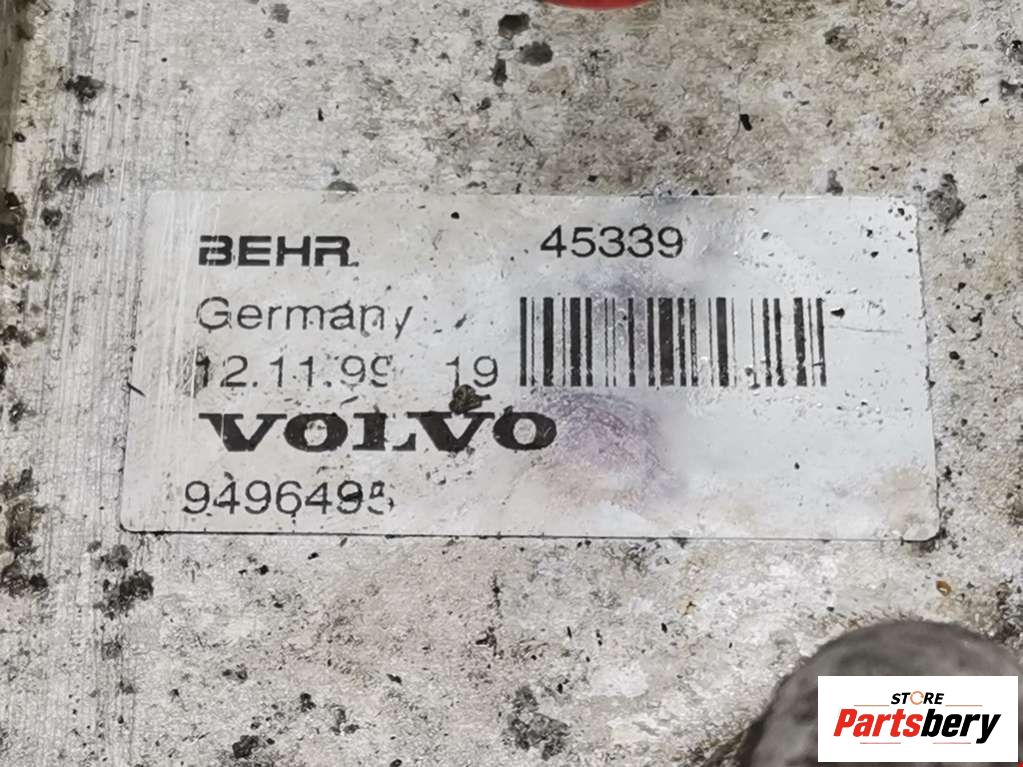 BEHR 45339
Germany
12.11.99 19
VOLVO
9496495
STORE
Partsbery